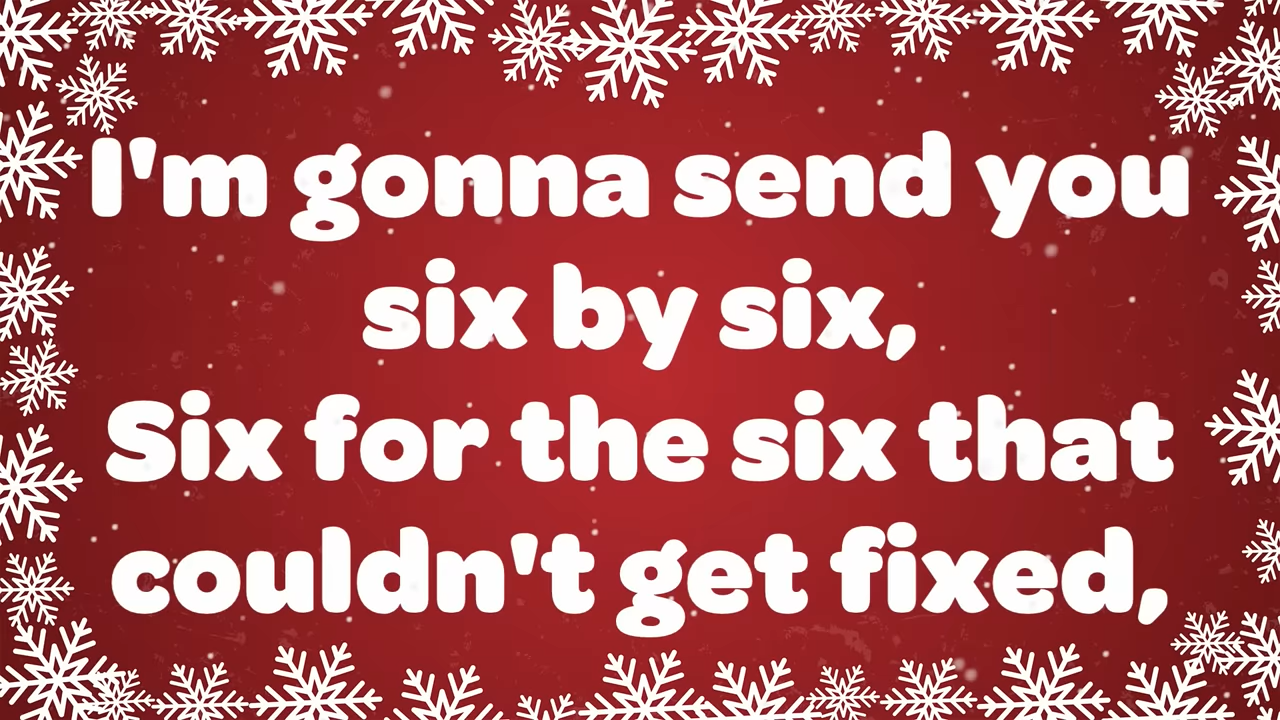 I'm gonna send you
six by six,
Six for the six that
couldn't get fixed,